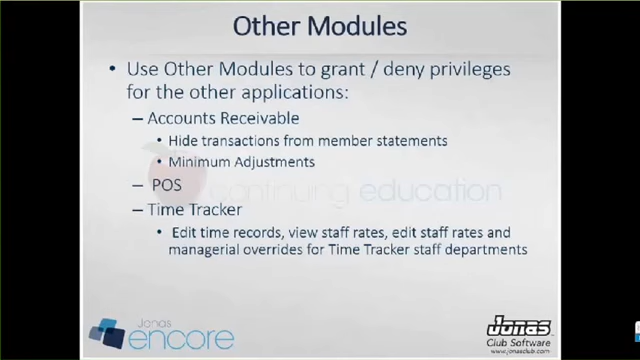 Other Modules
• Use Other Modules to grant / deny privileges
for the other applications:
– Accounts Receivable
• Hide transactions from member statements
• Minimum Adjustments
– POS
continuing education
– Time Tracker
• Edit time records, view staff rates, edit staff rates and
managerial overrides for Time Tracker staff departments
Jonas
encore
Jonas
Club Software
www.jonasclub.com